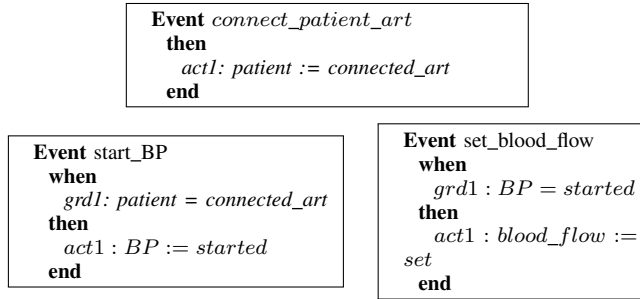 Event connect_patient_art
then
act1: patient := connected_art
end
Event start_BP
when
grd1: patient = connected_art
then
act1 : BP := started
end
Event set_blood_flow
when
grd1 : BP = started
then
act1 : blood_flow :=
set
end